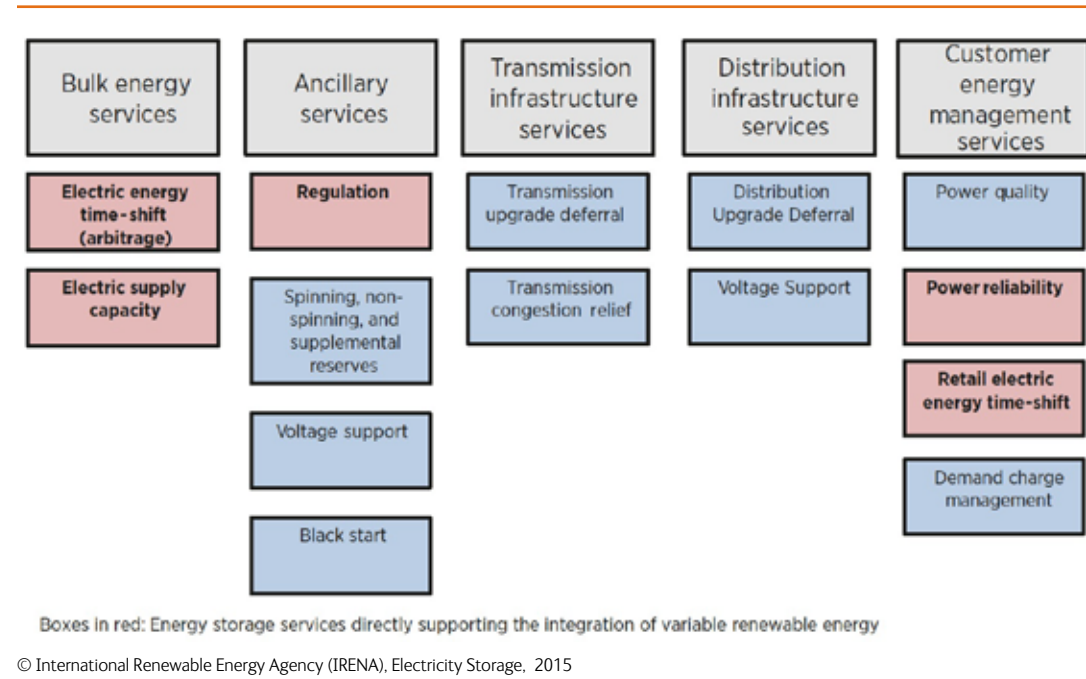 Bulk energy
services
Electric energy
time-shift
(arbitrage)
Electric supply
capacity
Ancillary
services
Regulation
Spinning, non-
spinning, and
supplemental
reserves
Voltage support
Black start
Transmission
infrastructure
services
Transmission
upgrade deferral
Transmission
congestion relief
Distribution
infrastructure
services
Distribution
Upgrade Deferral
Voltage Support
Customer
energy
management
services
Power quality
Power reliability
Retail electric
energy time-shift
Demand charge
management
Boxes in red: Energy storage services directly supporting the integration of variable renewable energy
© International Renewable Energy Agency (IRENA), Electricity Storage, 2015